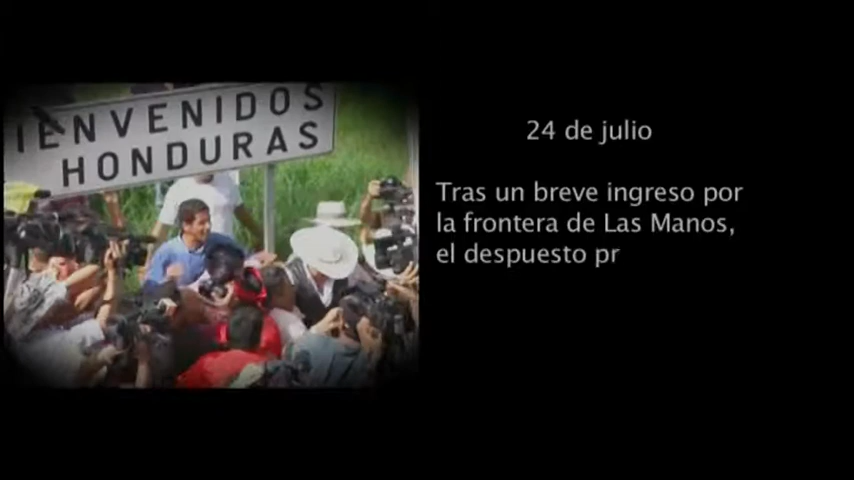 IENVENIDOS
HONDURAS
24 de julio
Tras un breve ingreso por
la frontera de Las Manos,
el despuesto pr